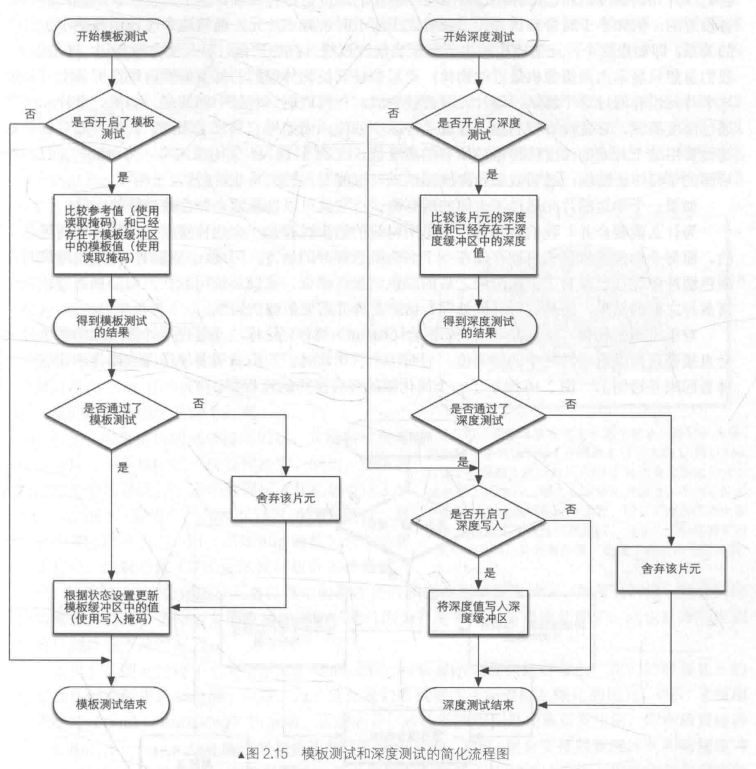 开始模板测试
否
是否开启了模板
测试
是
比较参考值（使用
读取掩码）和已经
存在于模板缓冲区
中的模板值（使用
读取掩码）
得到模板测试
的结果
是否通过了
模板测试
否
是
舍弃该片元
根据状态设置更新
模板缓冲区中的值
（使用写入掩码）
模板测试结束
开始深度测试
否
是否开启了深度
测试
是
比较该片元的深度
值和已经存在于深
度缓冲区中的深度
值
得到深度测试
的结果
是否通过了
深度测试
否
是
是否开启了
深度写入
否
是
舍弃该片元
将深度值写入深
度缓冲区
深度测试结束
▲图 2.15 模板测试和深度测试的简化流程图